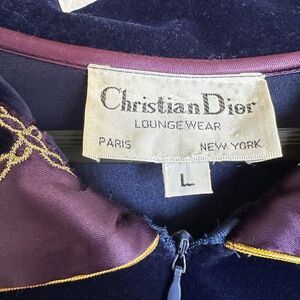 Christian Dior
LOUNGEWEAR
PARIS NEW YORK
L